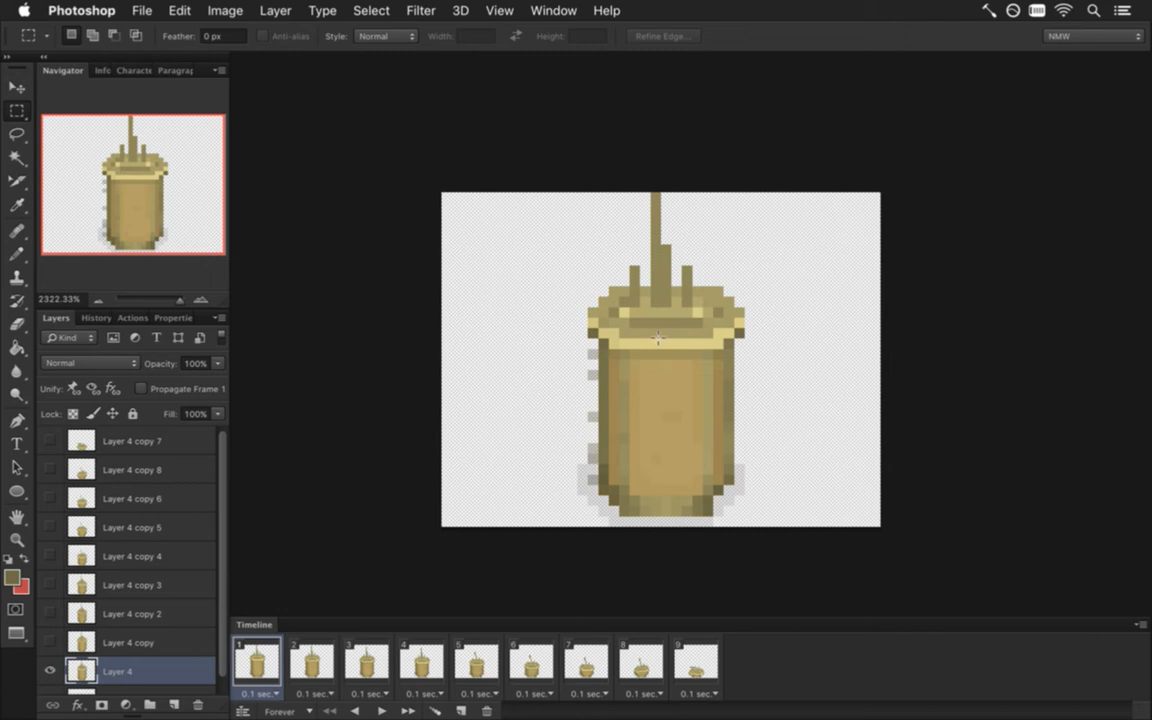 Photoshop File Edit Image Layer Type Select Filter 3D View Window Help
Feather: 0 px Anti-alias Style: Normal Width: Height: Refine Edge... NMW
Navigator Info Characte Paragrap
2322.33%
Layers History Actions Propertie
Kind
Normal Opacity: 100%
Unify: Propagate Frame 1
Lock: Fill: 100%
Layer 4 copy 7
Layer 4 copy 8
Layer 4 copy 6
Layer 4 copy 5
Layer 4 copy 4
Layer 4 copy 3
Layer 4 copy 2
Layer 4 copy
Layer 4
Timeline
1 2 3 4 5 6 7 8 9
0.1 sec. 0.1 sec. 0.1 sec. 0.1 sec. 0.1 sec. 0.1 sec. 0.1 sec. 0.1 sec. 0.1 sec.
Forever